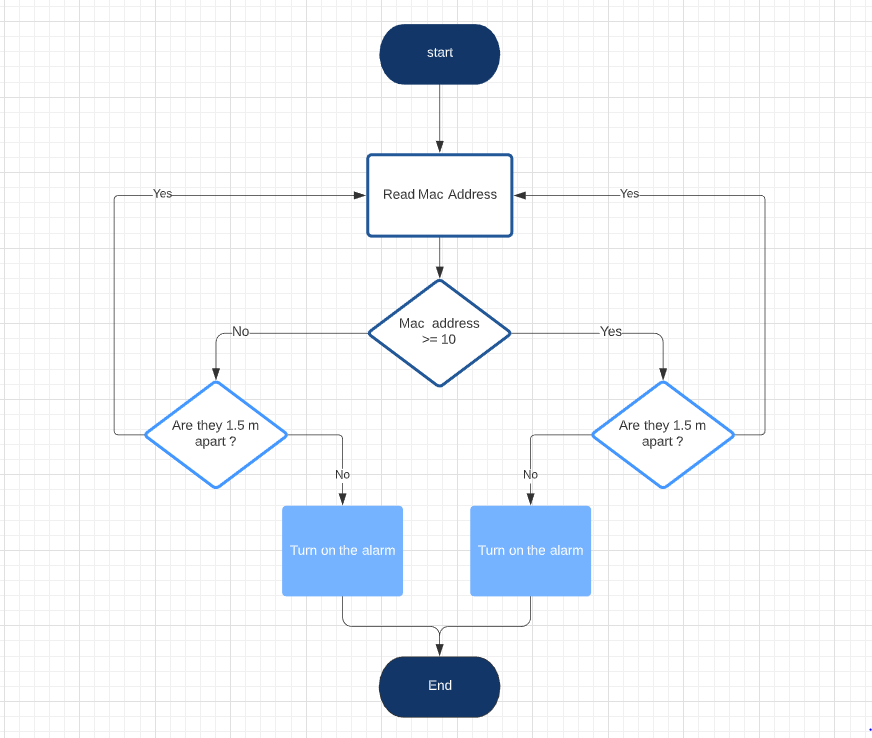 start
Read Mac Address
Yes
Yes
Mac address
>= 10
No
Yes
Are they 1.5 m
apart ?
Are they 1.5 m
apart ?
No
No
Turn on the alarm
Turn on the alarm
End